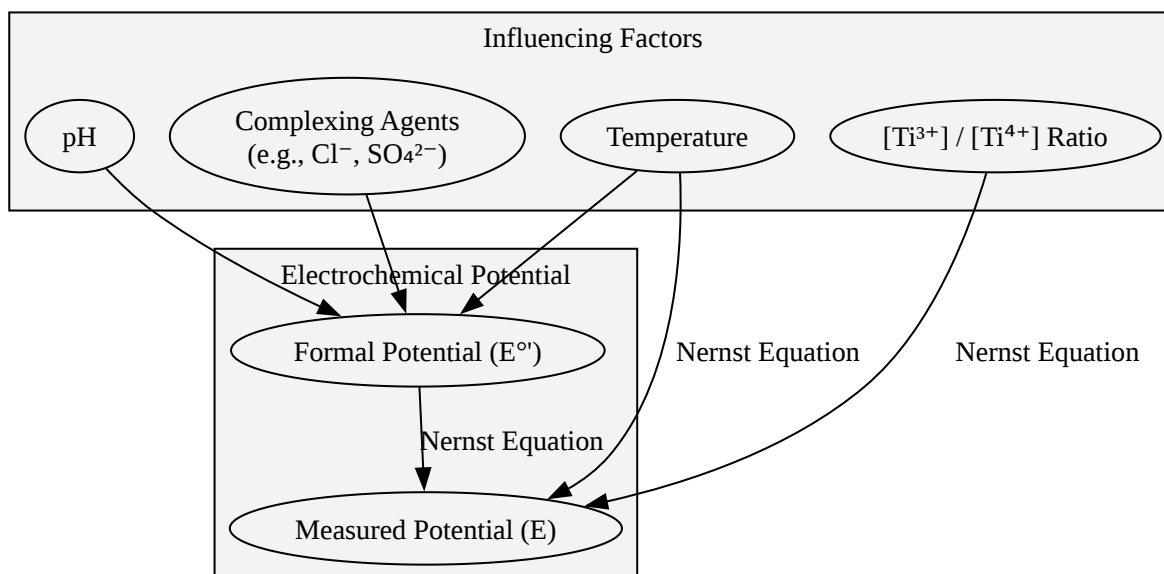 Influencing Factors
pH
Complexing Agents
(e.g., Cl⁻, SO₄²⁻)
Temperature
[Ti³⁺] / [Ti⁴⁺] Ratio
Electrochemical Potential
Formal Potential (E°')
Nernst Equation
Nernst Equation
Nernst Equation
Measured Potential (E)